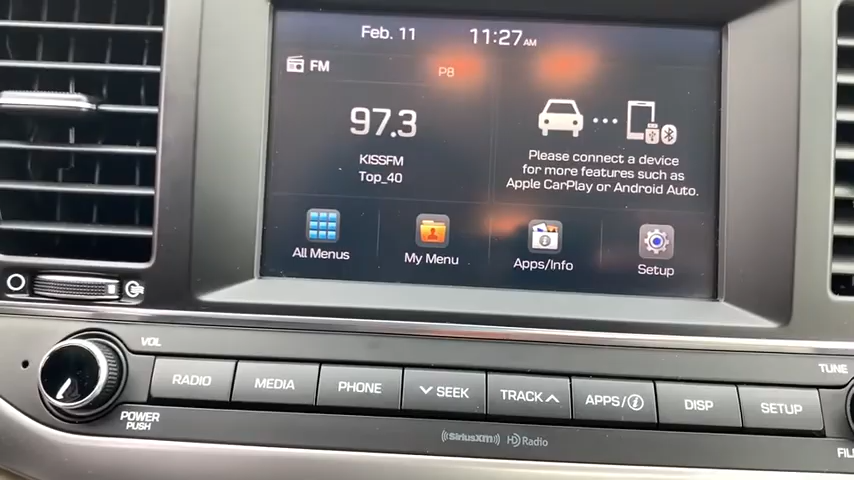 Feb. 11
11:27AM
FM
P8
97.3
KISSFM
Top_40
Please connect a device
for more features such as
Apple CarPlay or Android Auto.
All Menus
My Menu
Apps/Info
Setup
VOL
TUNE
RADIO
MEDIA
PHONE
SEEK
TRACK
APPS/i
DISP
SETUP
POWER
PUSH
((SiriusXM)) HD Radio